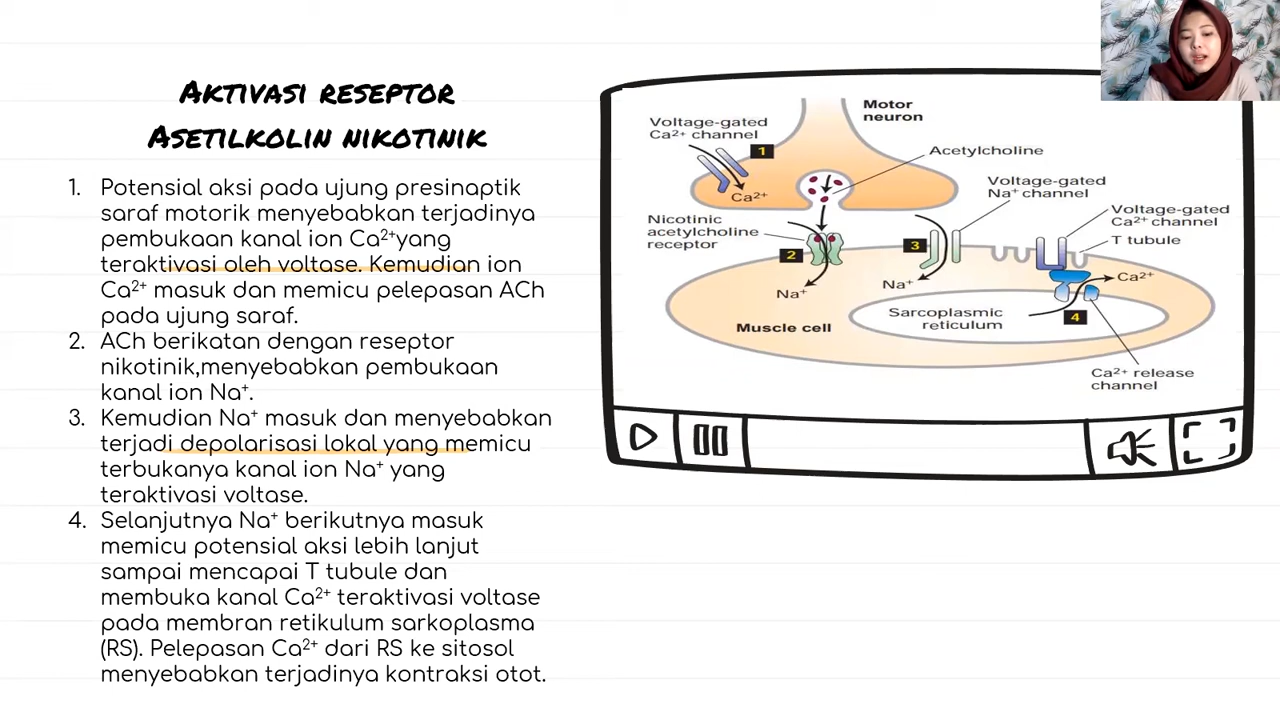 Aktivasi reseptor
Asetilkolin nikotinik
1. Potensial aksi pada ujung presinaptik
saraf motorik menyebabkan terjadinya
pembukaan kanal ion Ca²⁺yang
teraktivasi oleh voltase. Kemudian ion
Ca²⁺ masuk dan memicu pelepasan ACh
pada ujung saraf.
2. ACh berikatan dengan reseptor
nikotinik,menyebabkan pembukaan
kanal ion Na⁺.
3. Kemudian Na⁺ masuk dan menyebabkan
terjadi depolarisasi lokal yang memicu
terbukanya kanal ion Na⁺ yang
teraktivasi voltase.
4. Selanjutnya Na⁺ berikutnya masuk
memicu potensial aksi lebih lanjut
sampai mencapai T tubule dan
membuka kanal Ca²⁺ teraktivasi voltase
pada membran retikulum sarkoplasma
(RS). Pelepasan Ca²⁺ dari RS ke sitosol
menyebabkan terjadinya kontraksi otot.
Motor
neuron
Voltage-gated
Ca²⁺ channel
1
Acetylcholine
Ca²⁺
Voltage-gated
Na⁺ channel
Nicotinic
acetylcholine
receptor
2
3
Voltage-gated
Ca²⁺ channel
T tubule
Na⁺
Na⁺
Ca²⁺
Muscle cell
Sarcoplasmic
reticulum
4
Ca²⁺ release
channel